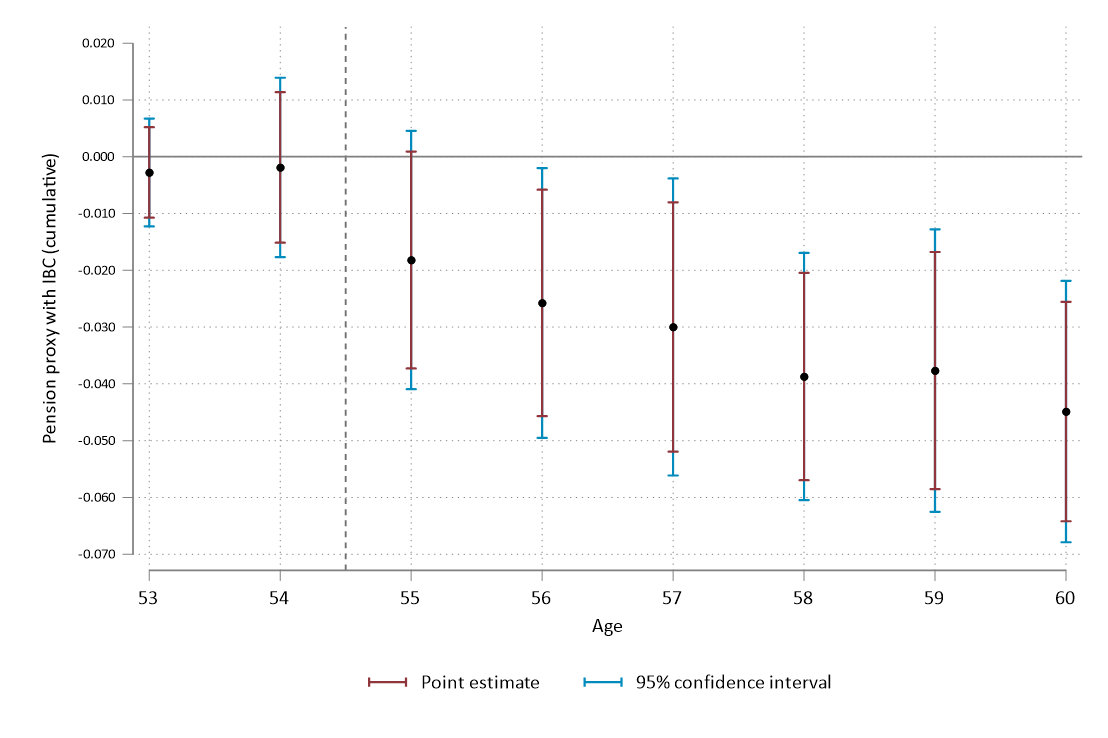 0.020
0.010
0.000
-0.010
-0.020
-0.030
-0.040
-0.050
-0.060
-0.070
Pension proxy with IBC (cumulative)
53 54 55 56 57 58 59 60
Age
Point estimate 95% confidence interval